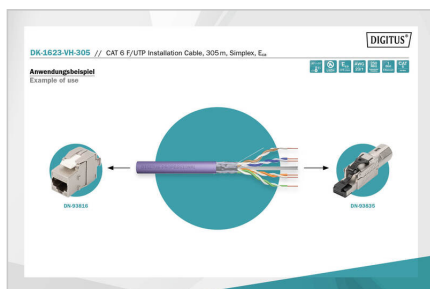 DIGITUS®
DK-1623-VH-305 // CAT 6 F/UTP Installation Cable, 305 m, Simplex, Eca
Anwendungsbeispiel
Example of use
DN-93616
DN-93635